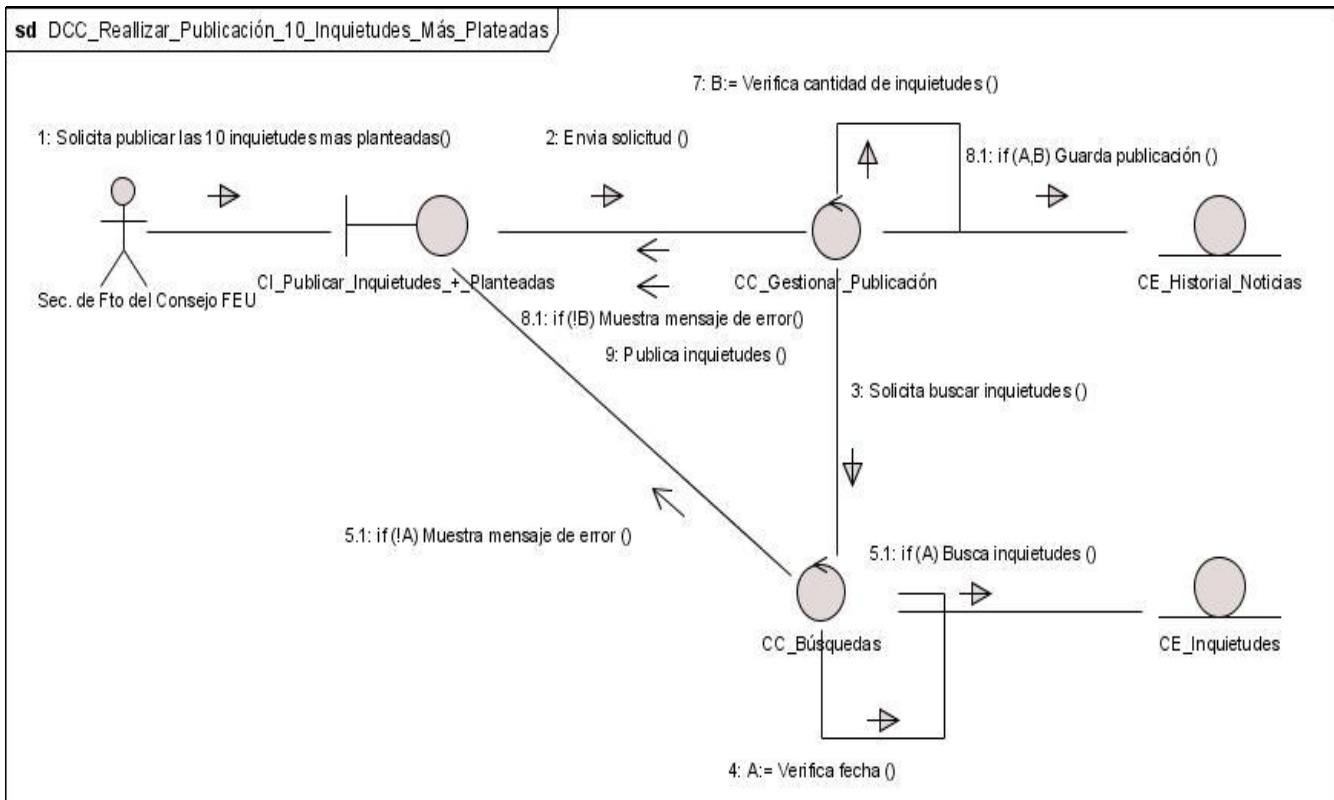 sd DCC_Reallizar_Publicación_10_Inquietudes_Más_Plateadas
7: B:= Verifica cantidad de inquietudes ()
1: Solicita publicar las 10 inquietudes mas planteadas()
2: Envia solicitud ()
8.1: if (A,B) Guarda publicación ()
Sec. de Fto del Consejo FEU
CI_Publicar_Inquietudes_+_Planteadas
CC_Gestionar_Publicación
CE_Historial_Noticias
8.1: if (!B) Muestra mensaje de error()
9: Publica inquietudes ()
3: Solicita buscar inquietudes ()
5.1: if (!A) Muestra mensaje de error ()
5.1: if (A) Busca inquietudes ()
CC_Búsquedas
CE_Inquietudes
4: A:= Verifica fecha ()